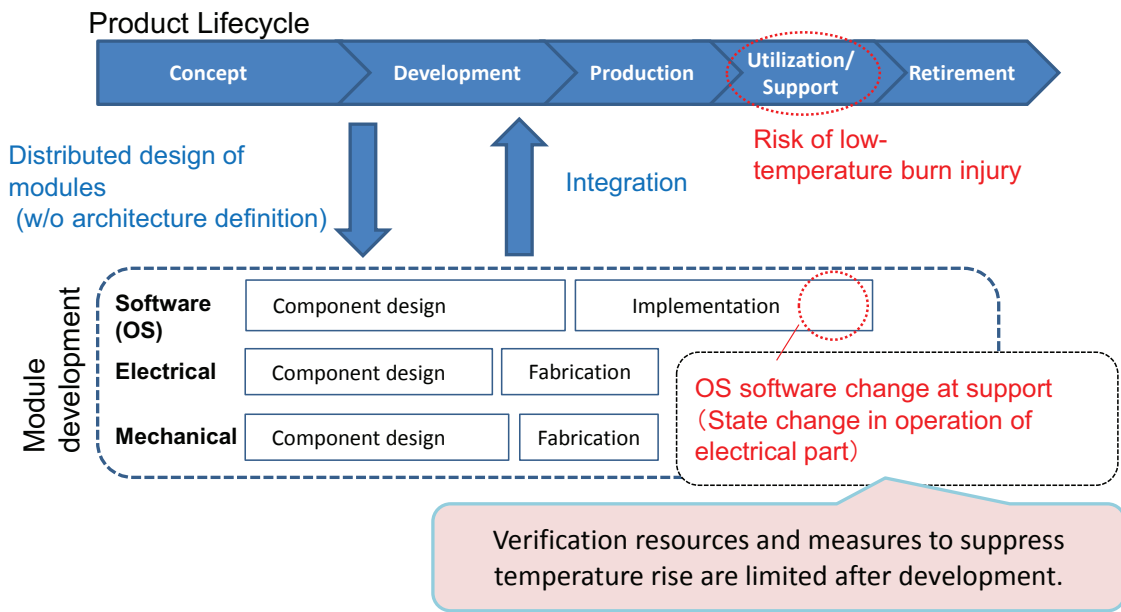 Product Lifecycle
Concept
Development
Production
Utilization/
Support
Retirement
Distributed design of
modules
(w/o architecture definition)
Integration
Risk of low-
temperature burn injury
Module
development
Software
(OS)
Component design
Implementation
Electrical
Component design
Fabrication
Mechanical
Component design
Fabrication
OS software change at support
（State change in operation of
electrical part）
Verification resources and measures to suppress
temperature rise are limited after development.